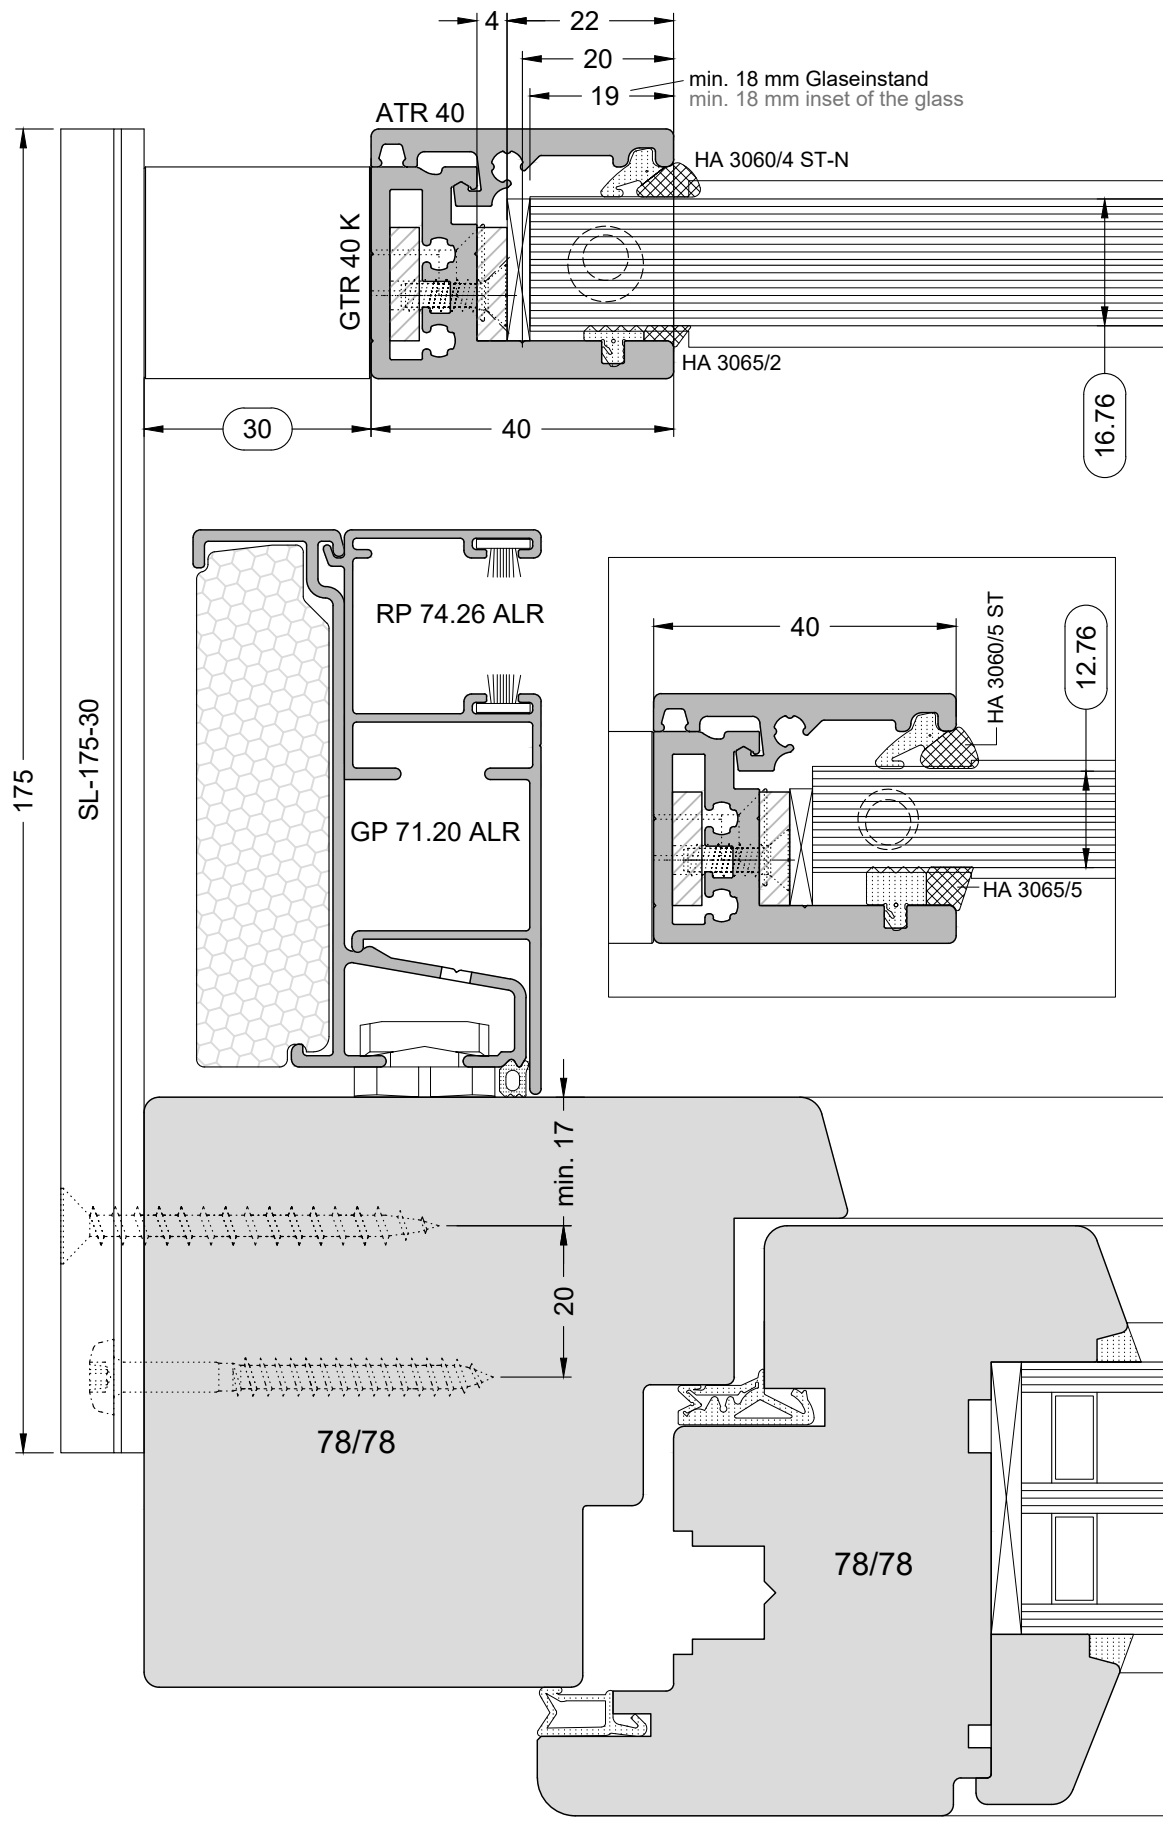 4
22
20
19
min. 18 mm Glaseinstand
min. 18 mm inset of the glass
ATR 40
HA 3060/4 ST-N
GTR 40 K
HA 3065/2
30
40
16.76
RP 74.26 ALR
40
HA 3060/5 ST
12.76
SL-175-30
175
GP 71.20 ALR
HA 3065/5
min. 17
20
78/78
78/78